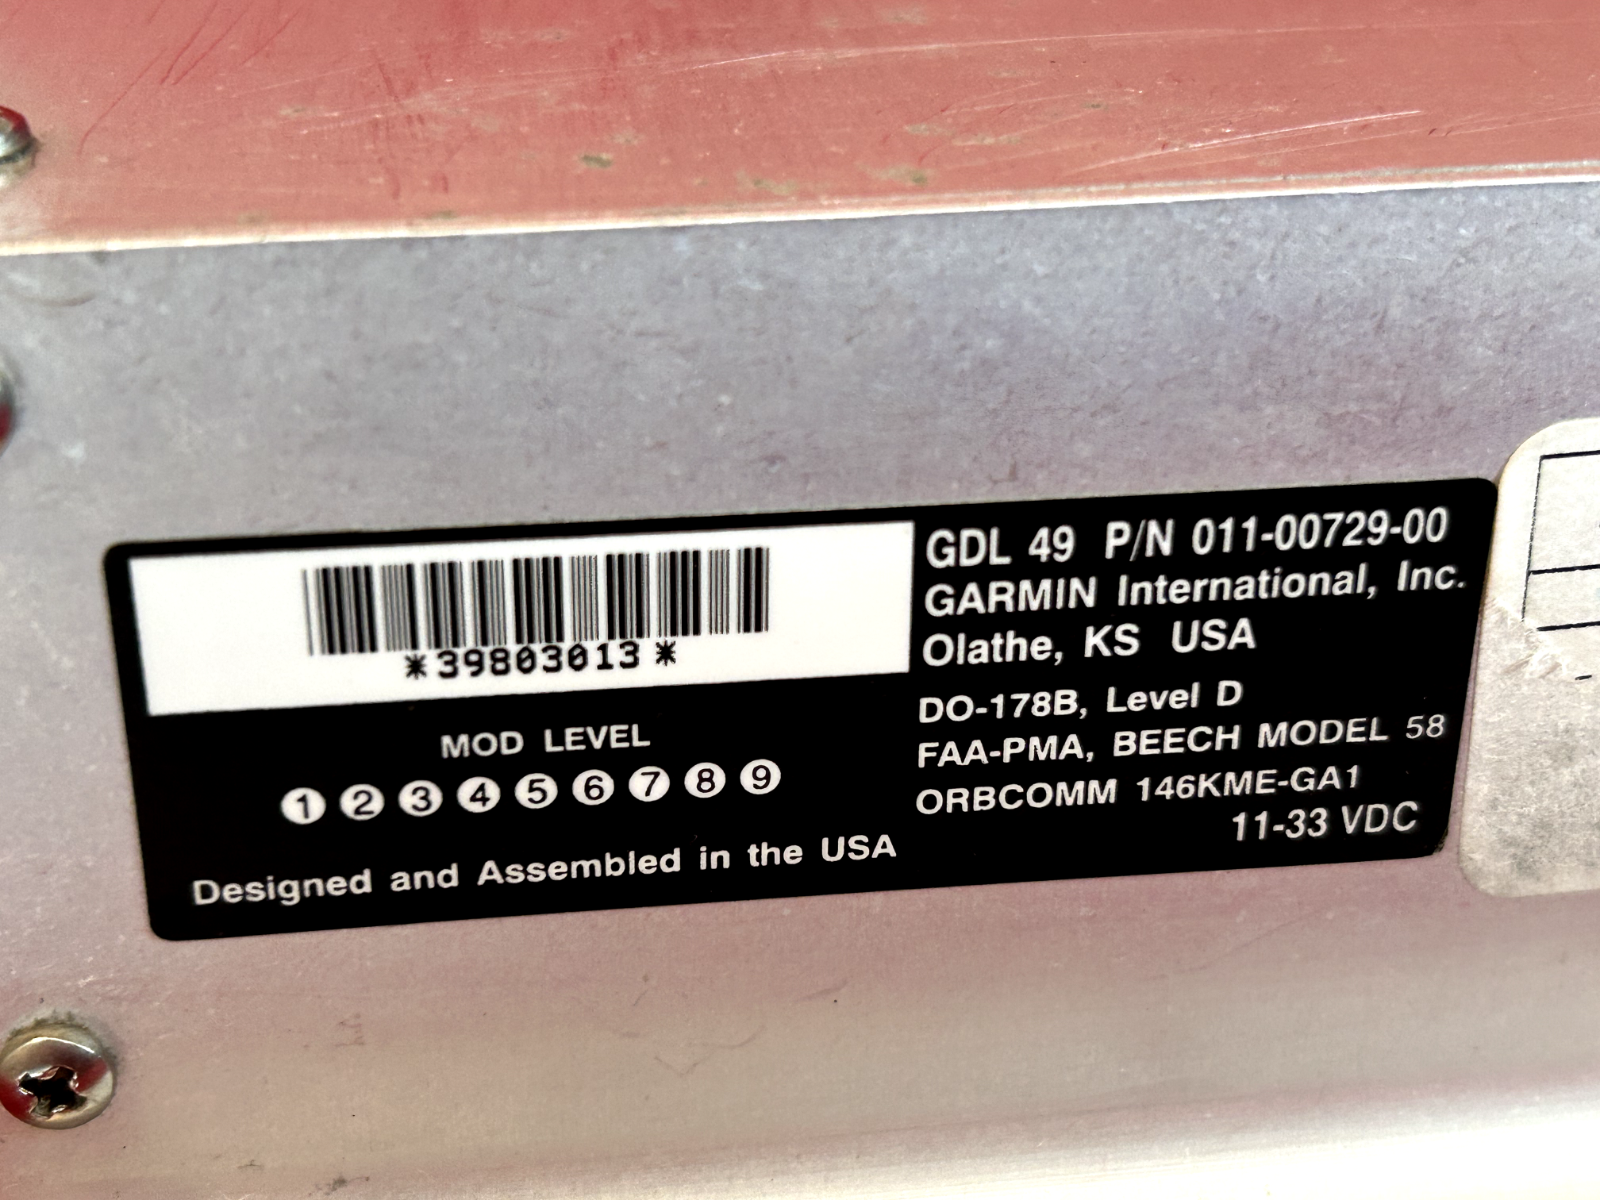 *39803013*
MOD LEVEL
1 2 3 4 5 6 7 8 9
Designed and Assembled in the USA
GDL 49 P/N 011-00729-00
GARMIN International, Inc.
Olathe, KS USA
DO-178B, Level D
FAA-PMA, BEECH MODEL 58
ORBCOMM 146KME-GA1
11-33 VDC